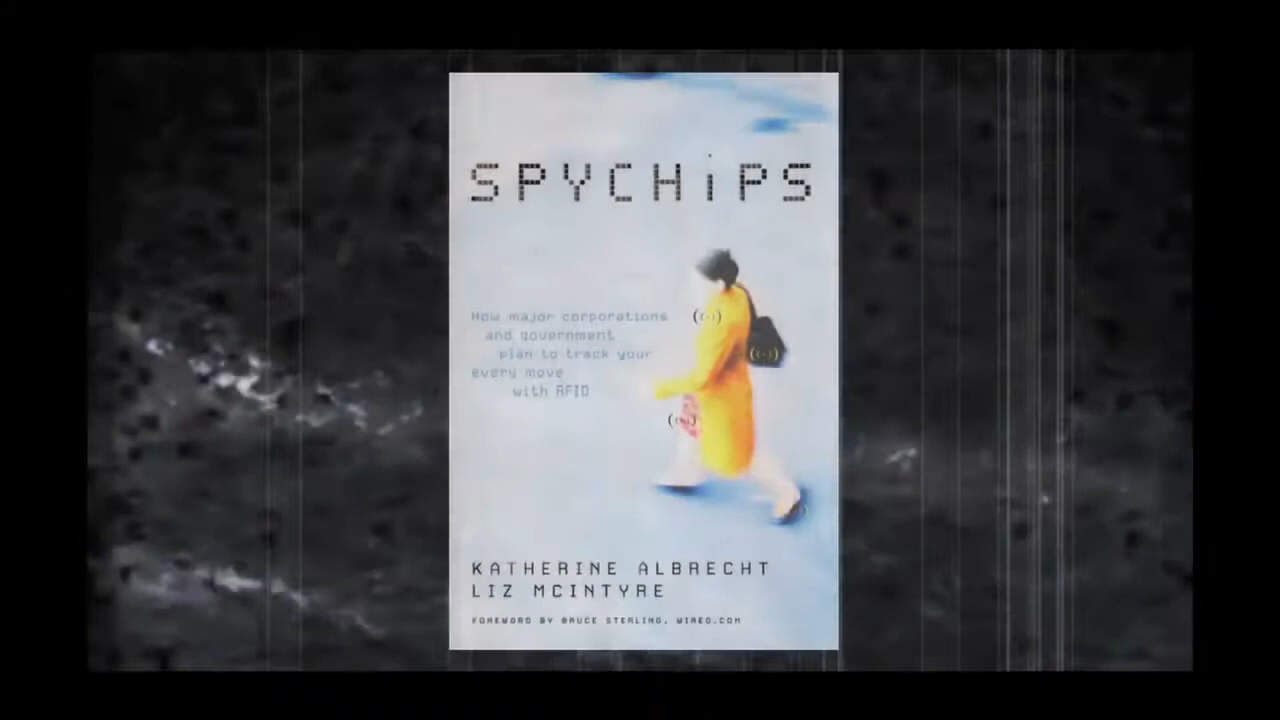 SPYCHiPS
How major corporations
and government
plan to track your
every move
with RFID
KATHERINE ALBRECHT
LIZ MCINTYRE
FOREWORD BY BRUCE STERLING, WIRED.COM